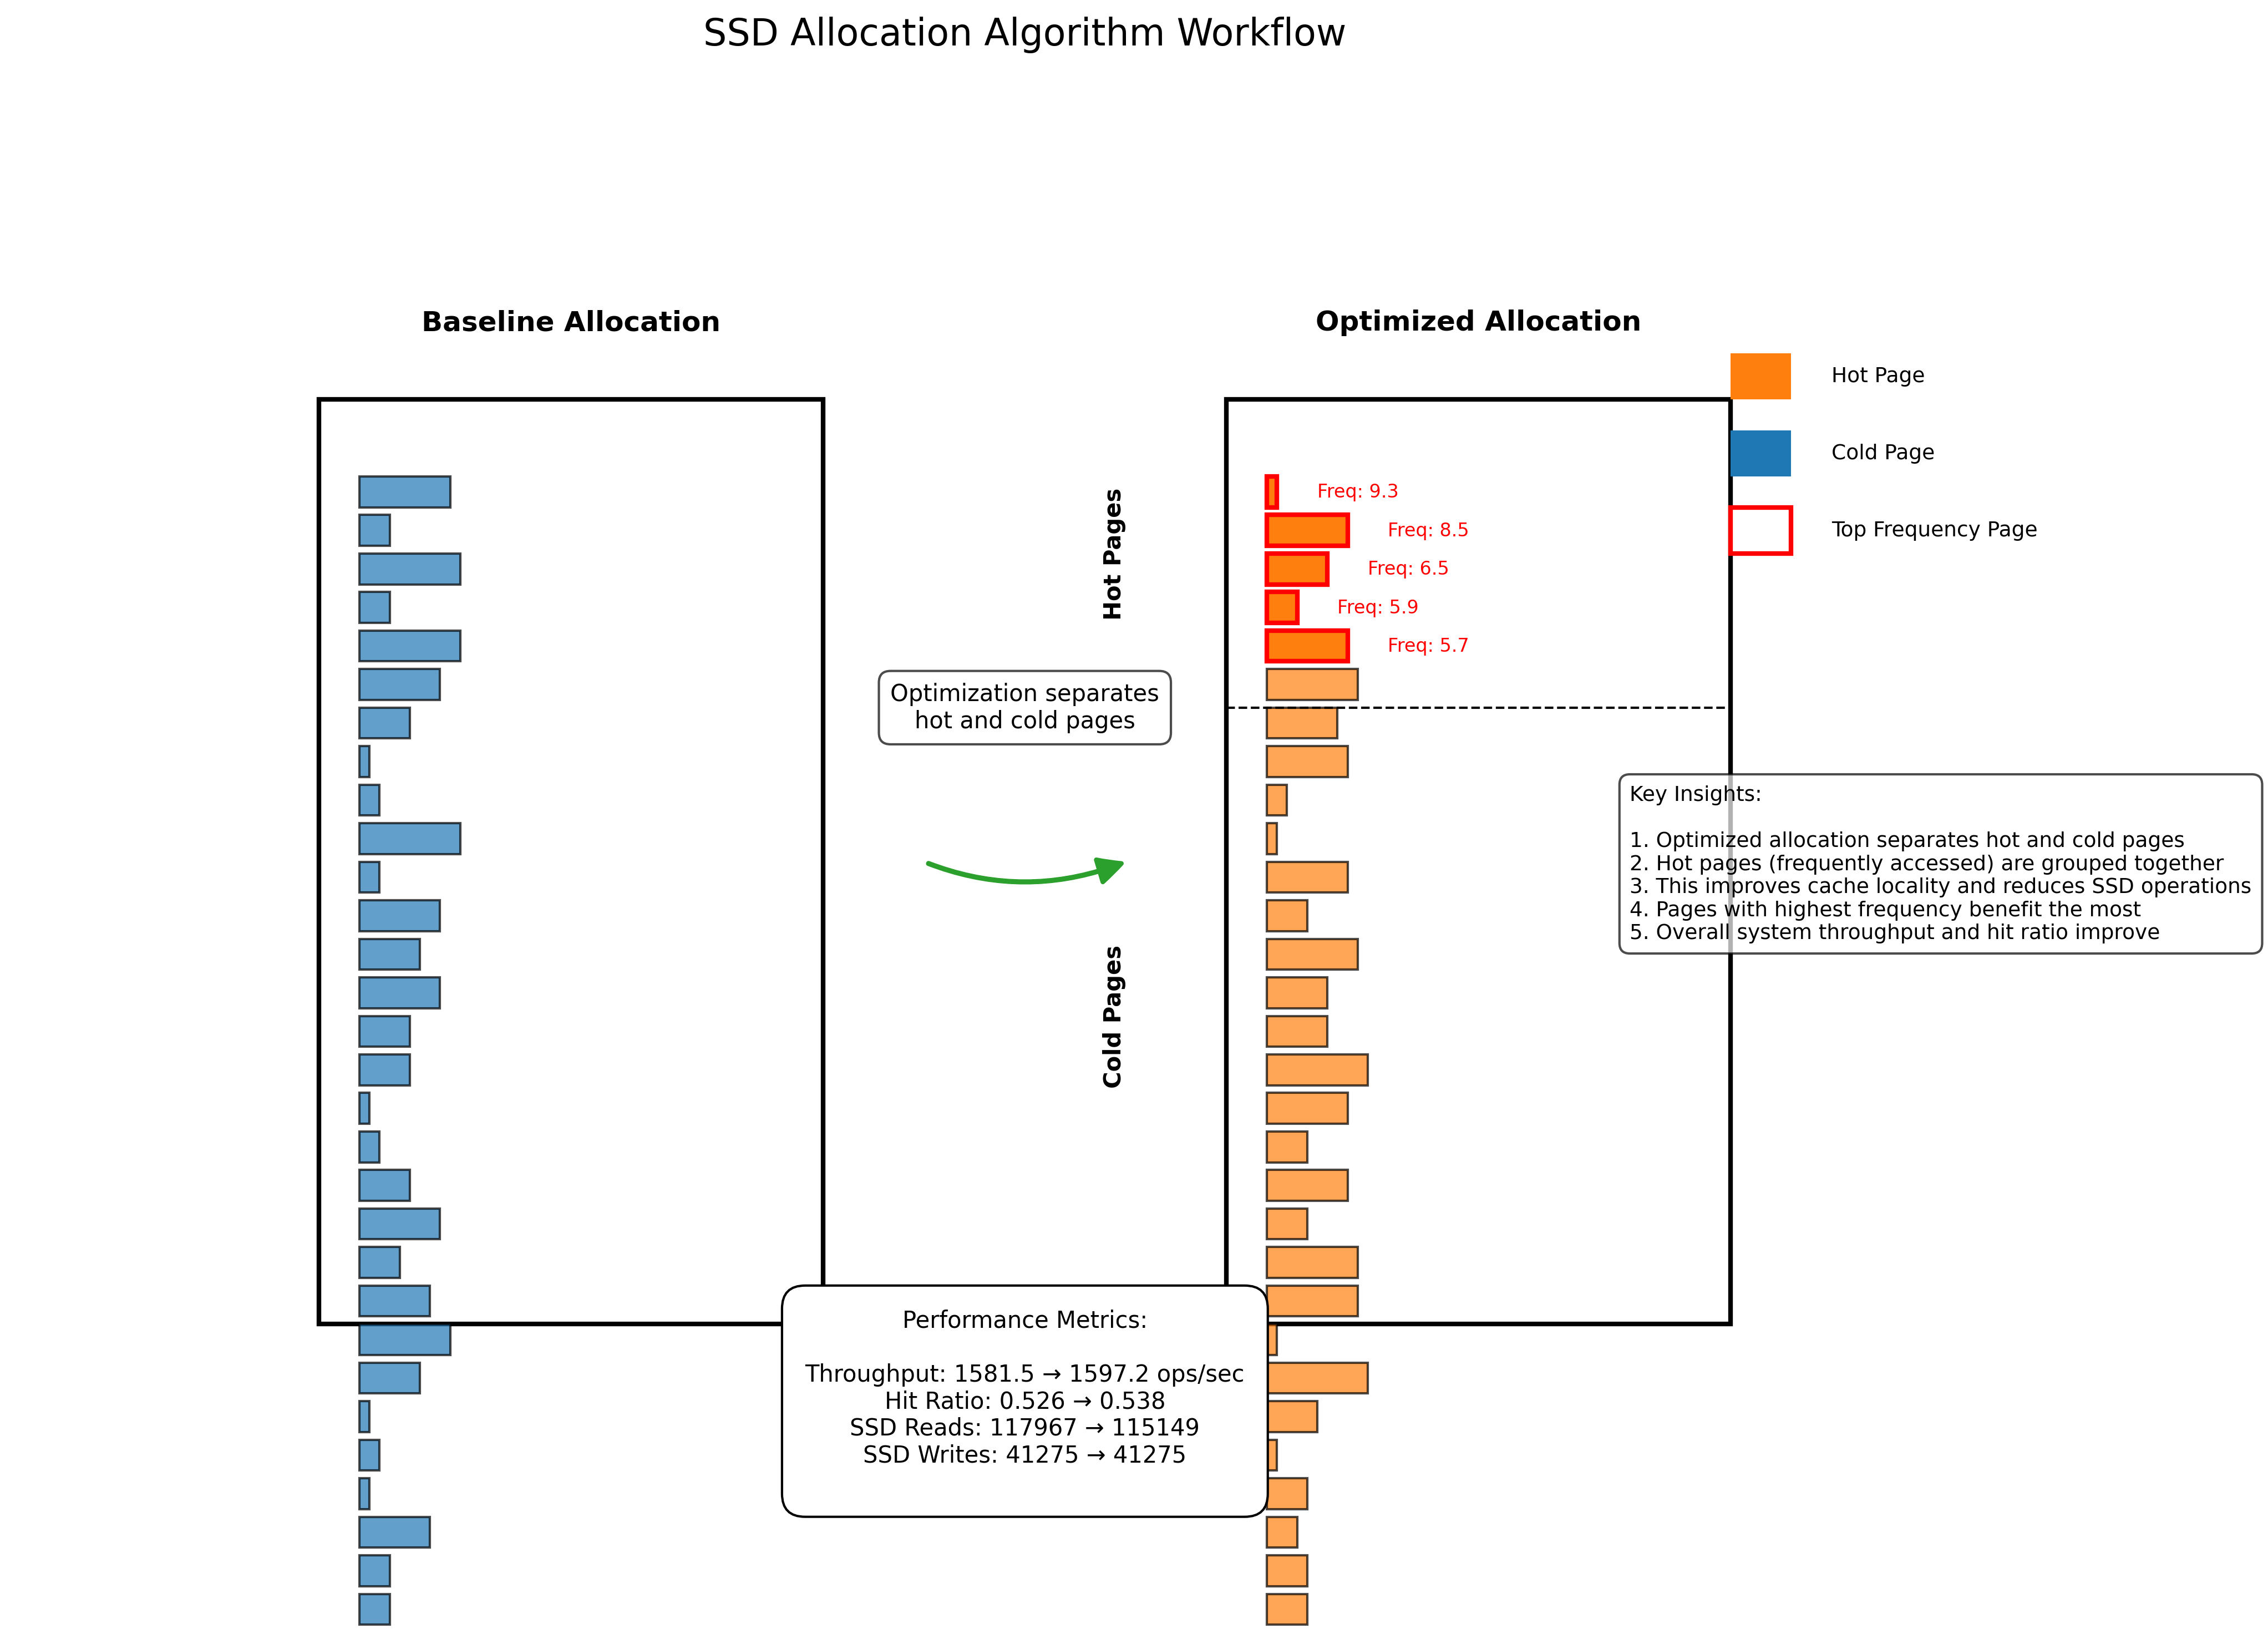 SSD Allocation Algorithm Workflow
Baseline Allocation
Optimized Allocation
Hot Page
Cold Page
Top Frequency Page
Hot Pages
Freq: 9.3
Freq: 8.5
Freq: 6.5
Freq: 5.9
Freq: 5.7
Optimization separates
hot and cold pages
Key Insights:
1. Optimized allocation separates hot and cold pages
2. Hot pages (frequently accessed) are grouped together
3. This improves cache locality and reduces SSD operations
4. Pages with highest frequency benefit the most
5. Overall system throughput and hit ratio improve
Cold Pages
Performance Metrics:
Throughput: 1581.5 → 1597.2 ops/sec
Hit Ratio: 0.526 → 0.538
SSD Reads: 117967 → 115149
SSD Writes: 41275 → 41275